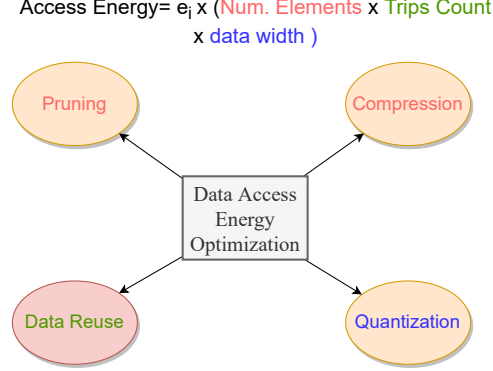 Access Energy= ei x (Num. Elements x Trips Count
x data width )
Pruning
Compression
Data Access
Energy
Optimization
Data Reuse
Quantization